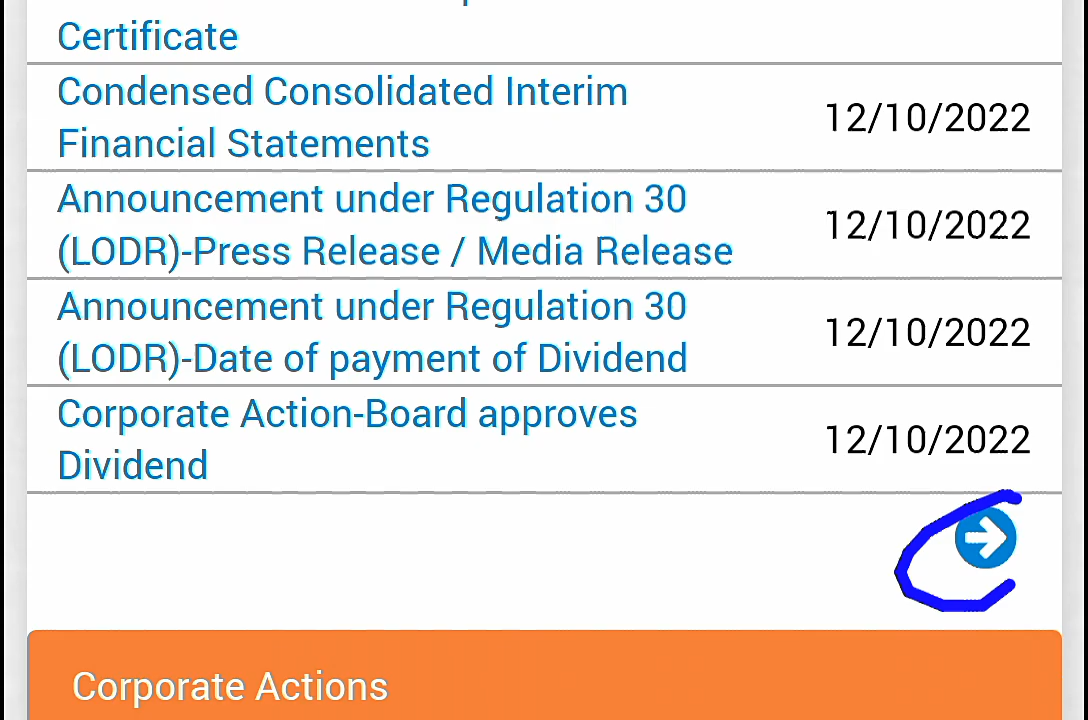 Certificate
Condensed Consolidated Interim
Financial Statements
12/10/2022
Announcement under Regulation 30
(LODR)-Press Release / Media Release
12/10/2022
Announcement under Regulation 30
(LODR)-Date of payment of Dividend
12/10/2022
Corporate Action-Board approves
Dividend
12/10/2022
Corporate Actions